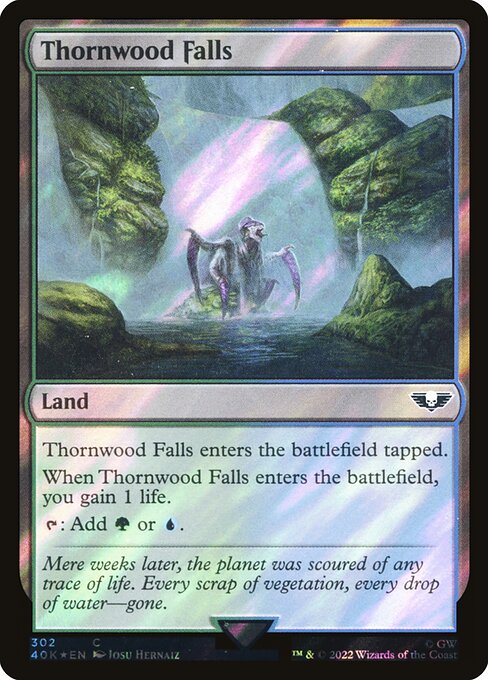 Thornwood Falls
Land
Thornwood Falls enters the battlefield tapped.
When Thornwood Falls enters the battlefield,
you gain 1 life.
: Add or .
Mere weeks later, the planet was scoured of any
trace of life. Every scrap of vegetation, every drop
of water—gone.
302 C © GW
40K★EN Josu Hernaiz ™ & © 2022 Wizards of the Coast